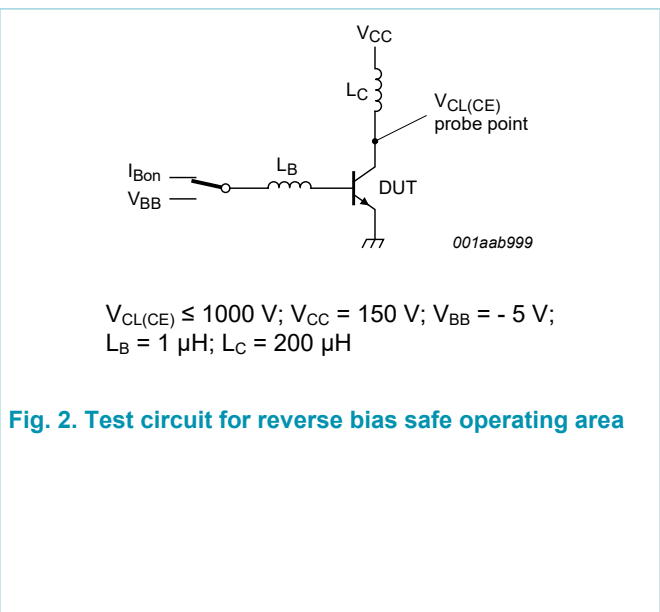 VCC
LC
VCL(CE)
probe point
IBon
LB
VBB
DUT
001aab999
VCL(CE) ≤ 1000 V; VCC = 150 V; VBB = - 5 V;
LB = 1 μH; LC = 200 μH
Fig. 2. Test circuit for reverse bias safe operating area